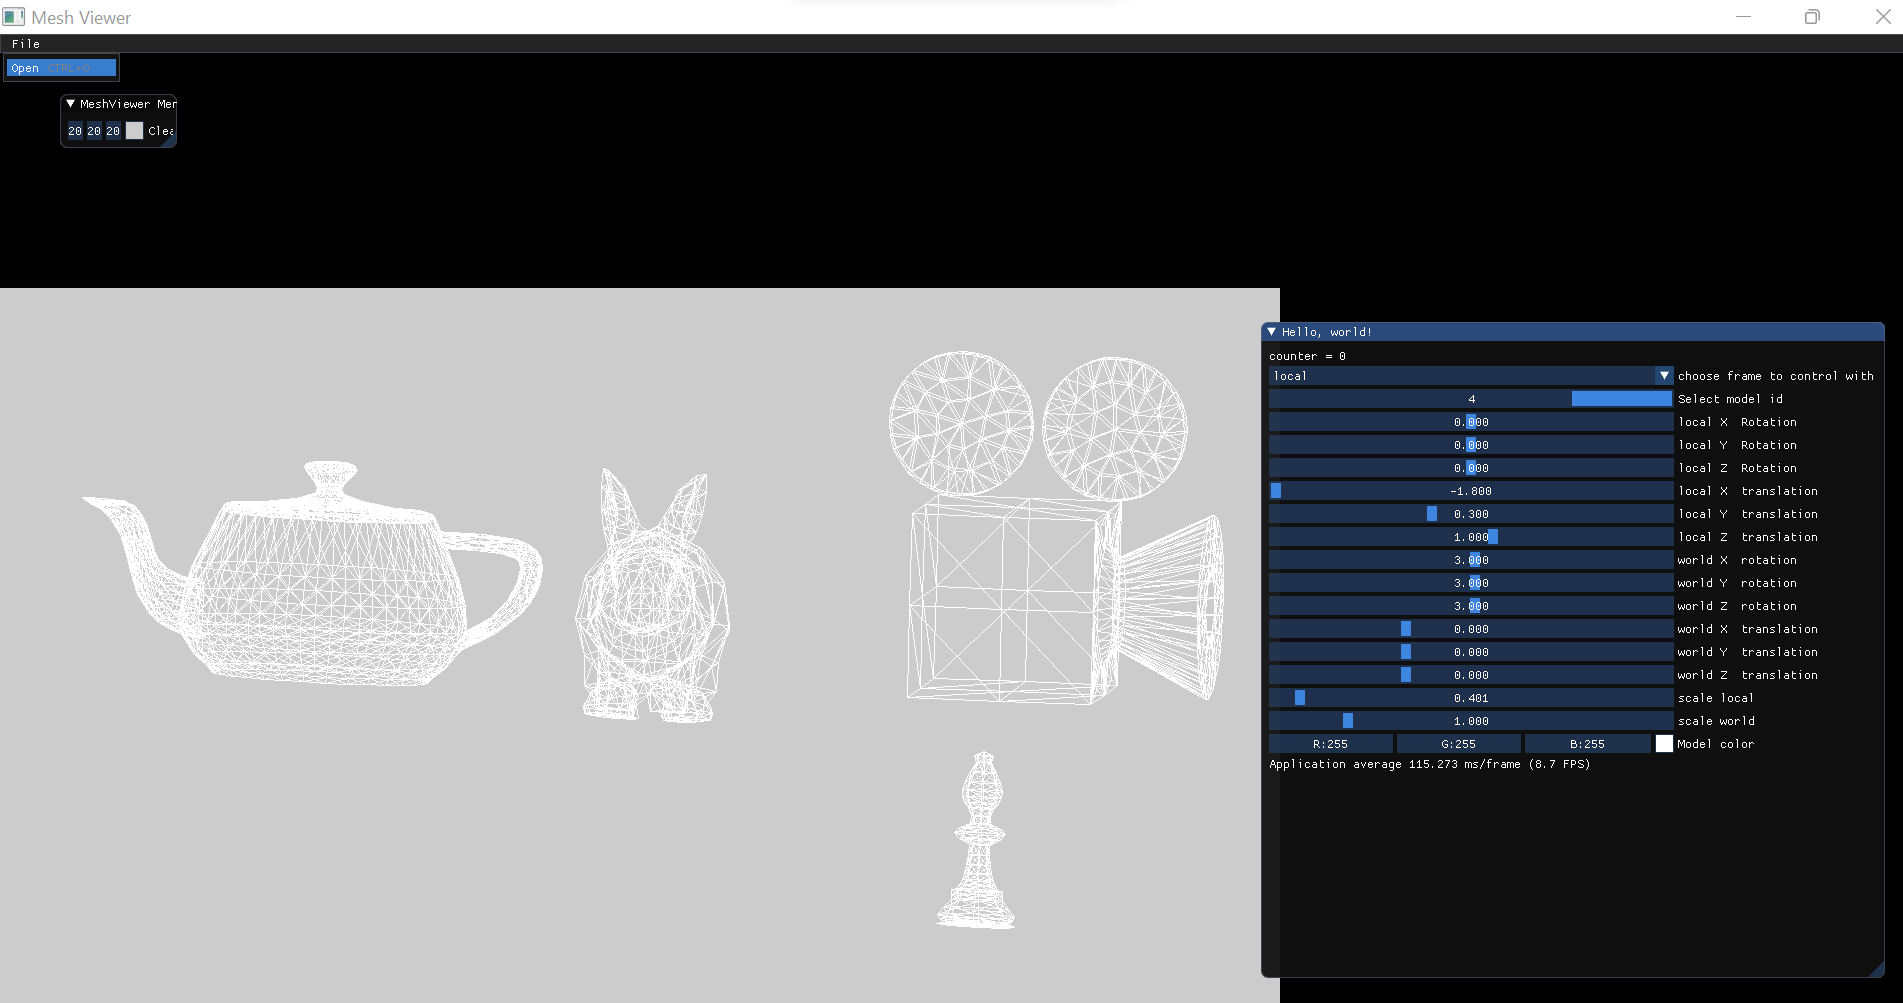 Mesh Viewer
File
Open CTRL+O
MeshViewer Mer
20 20 20 Clea
Hello, world!
counter = 0
local choose frame to control with
4 Select model id
0.000 local X Rotation
0.000 local Y Rotation
0.000 local Z Rotation
-1.800 local X translation
0.300 local Y translation
1.000 local Z translation
3.000 world X rotation
3.000 world Y rotation
3.000 world Z rotation
0.000 world X translation
0.000 world Y translation
0.000 world Z translation
0.401 scale local
1.000 scale world
R:255 G:255 B:255 Model color
Application average 115.273 ms/frame (8.7 FPS)